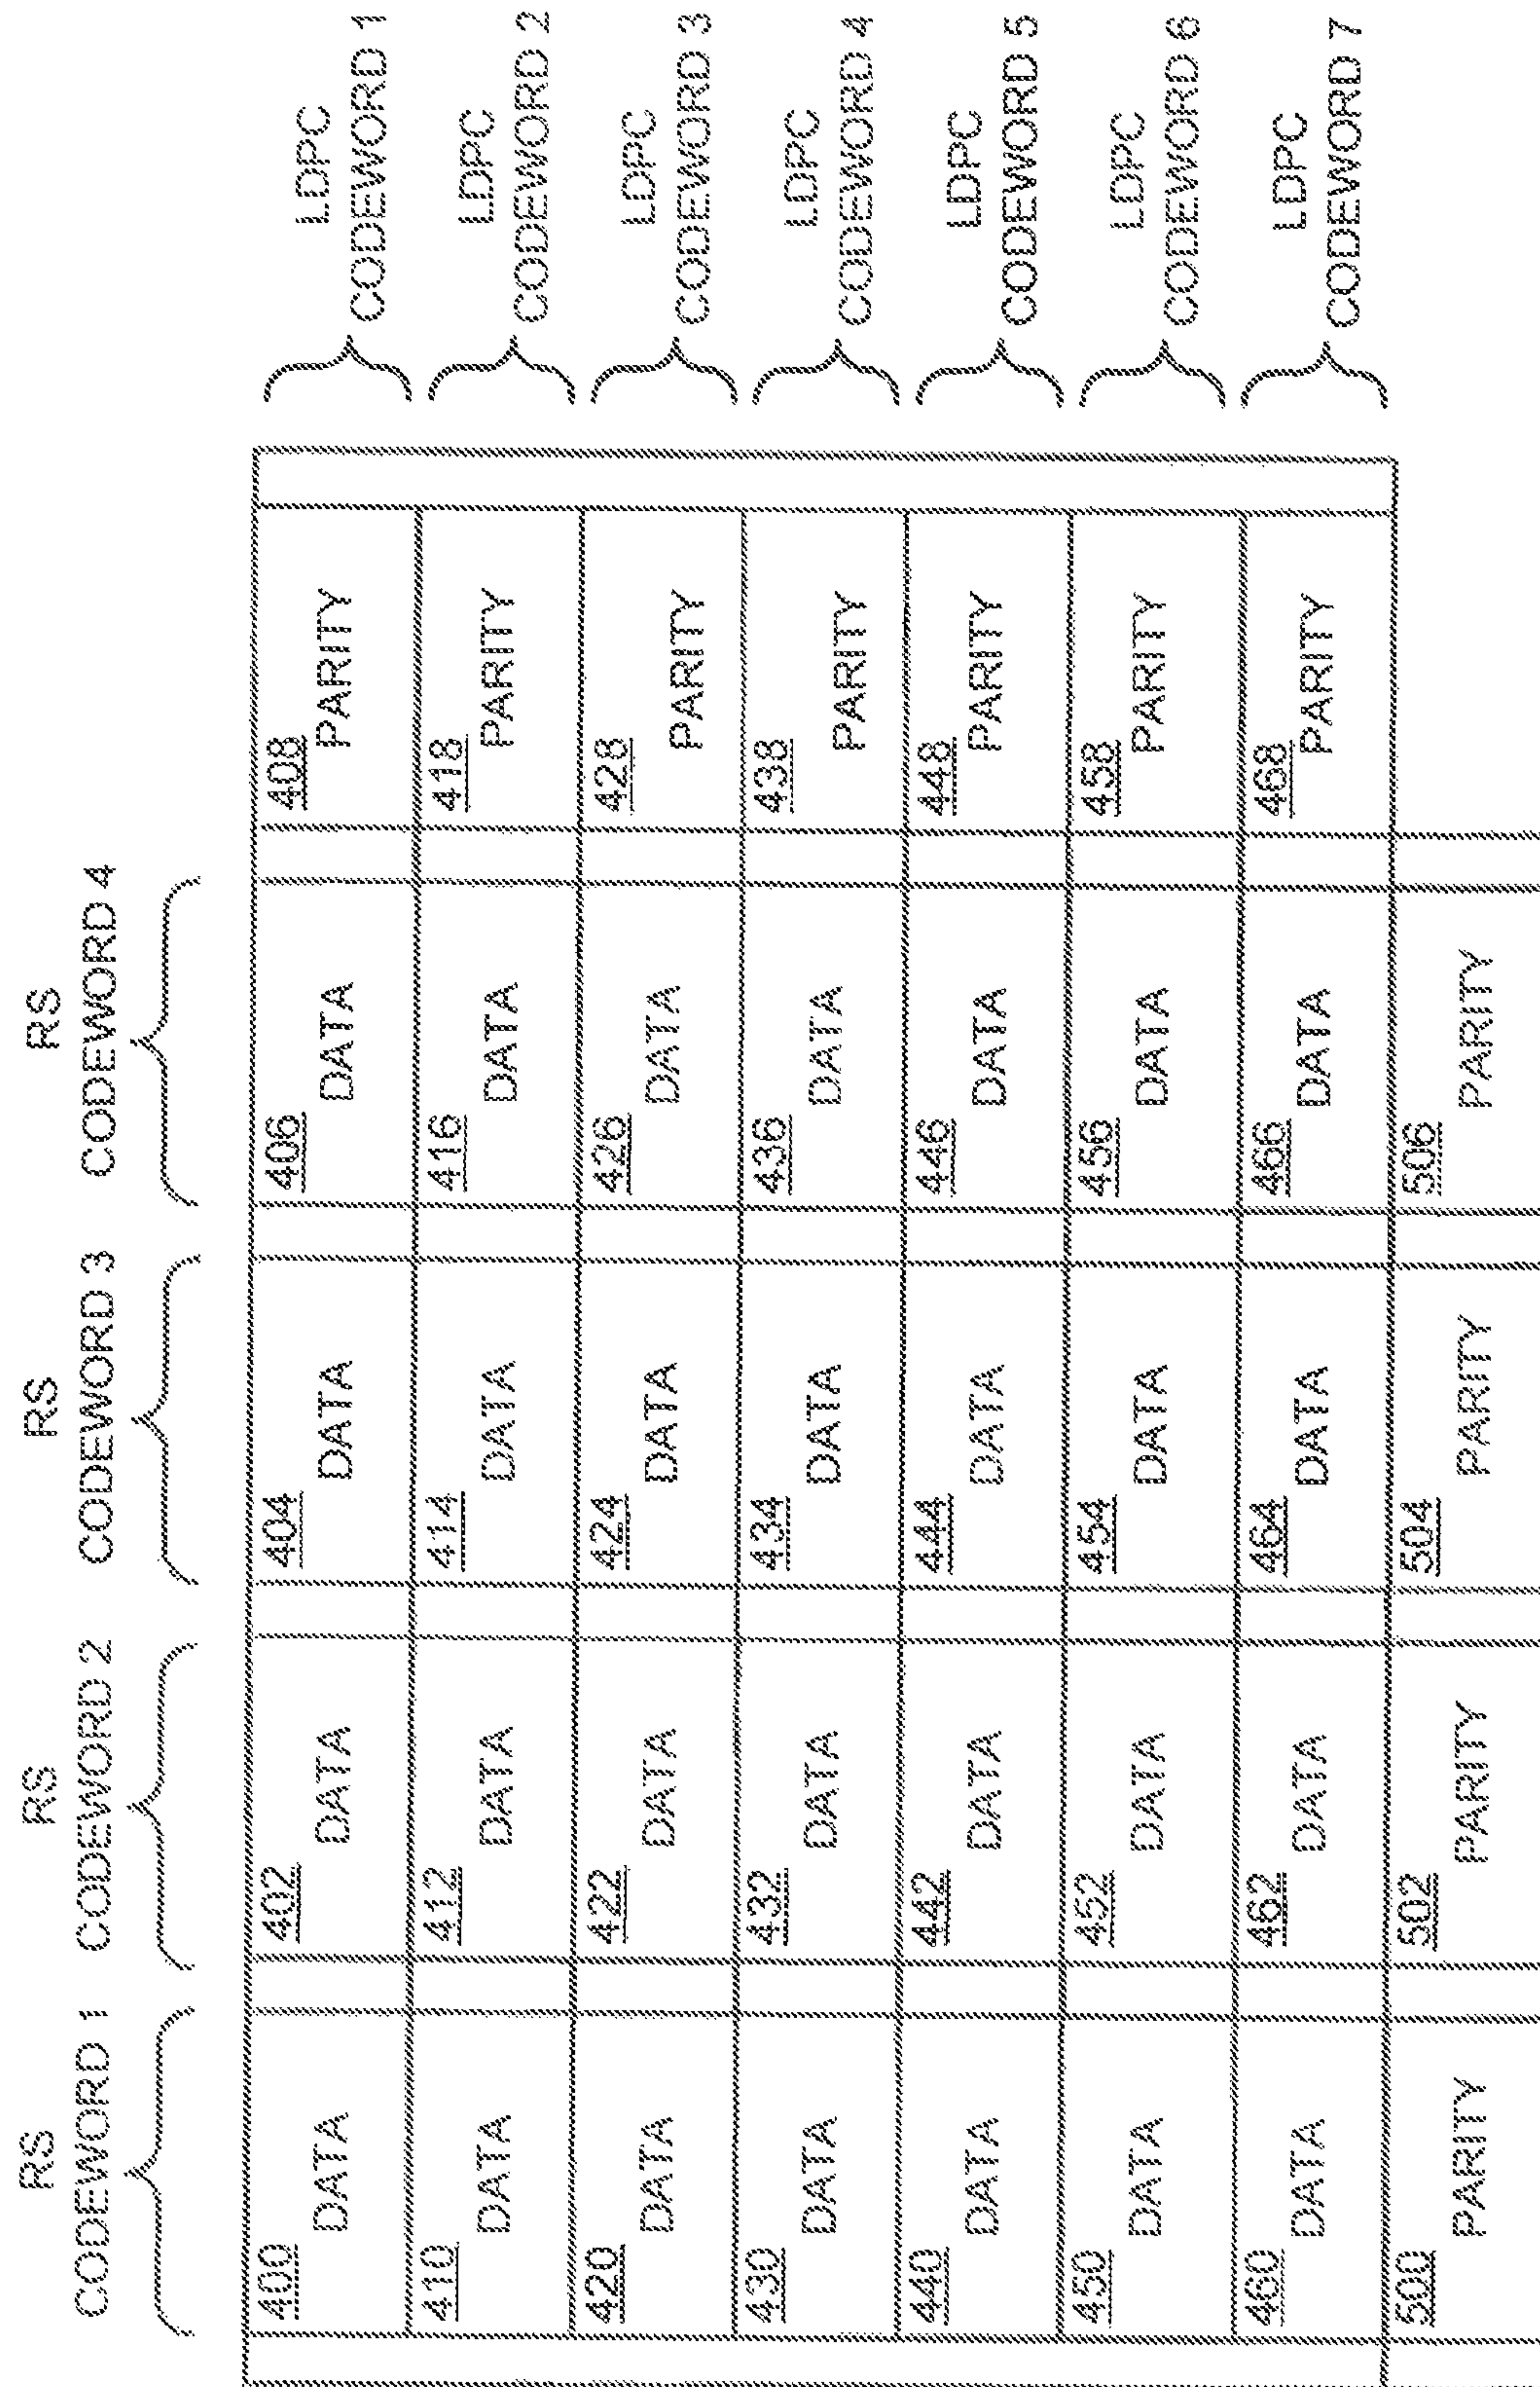 RS
CODEWORD 1
RS
CODEWORD 2
RS
CODEWORD 3
RS
CODEWORD 4
400 DATA
402 DATA
404 DATA
406 DATA
408 PARITY
LDPC
CODEWORD 1
410 DATA
412 DATA
414 DATA
416 DATA
418 PARITY
LDPC
CODEWORD 2
420 DATA
422 DATA
424 DATA
426 DATA
428 PARITY
LDPC
CODEWORD 3
430 DATA
432 DATA
434 DATA
436 DATA
438 PARITY
LDPC
CODEWORD 4
440 DATA
442 DATA
444 DATA
446 DATA
448 PARITY
LDPC
CODEWORD 5
450 DATA
452 DATA
454 DATA
456 DATA
458 PARITY
LDPC
CODEWORD 6
460 DATA
462 DATA
464 DATA
466 DATA
468 PARITY
LDPC
CODEWORD 7
500 PARITY
502 PARITY
504 PARITY
506 PARITY